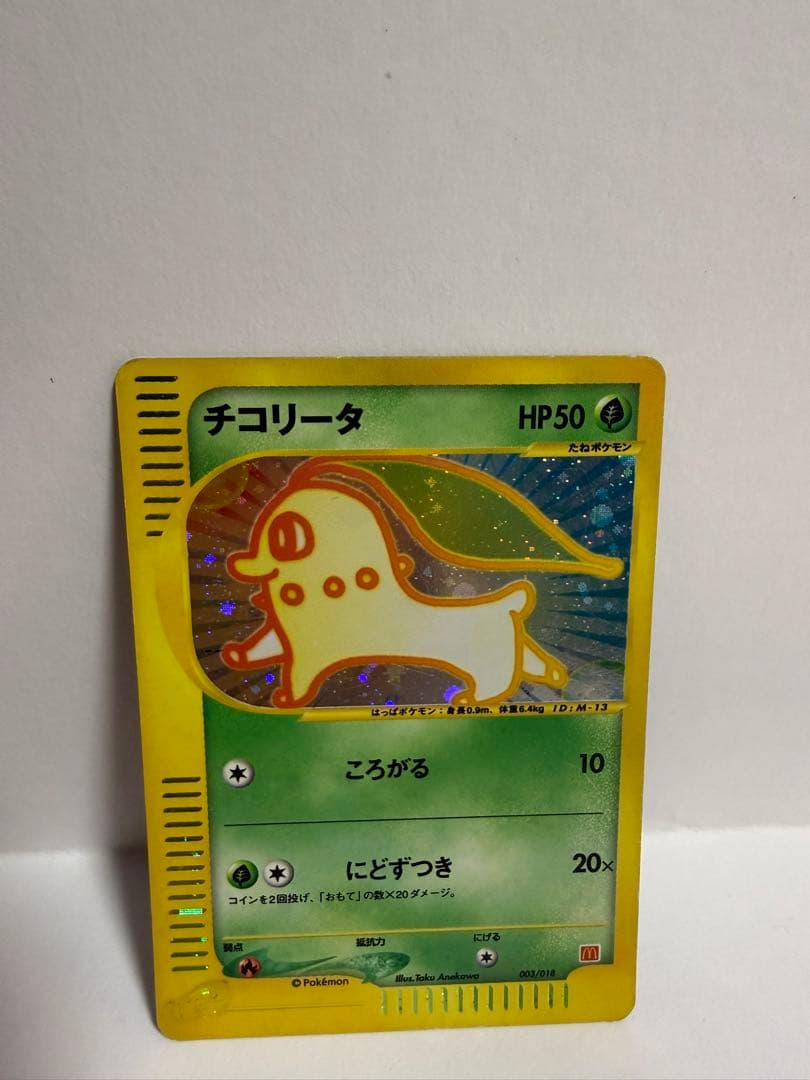 チコリータ HP50
たねポケモン
はっぱポケモン：身長0.9m、体重6.4kg ID:M-13
ころがる 10
にどずつき 20×
コインを2回投げ、「おもて」の数×20ダメージ。
弱点 抵抗力 にげる
©Pokémon Illus.Taku Anekawa 003/018